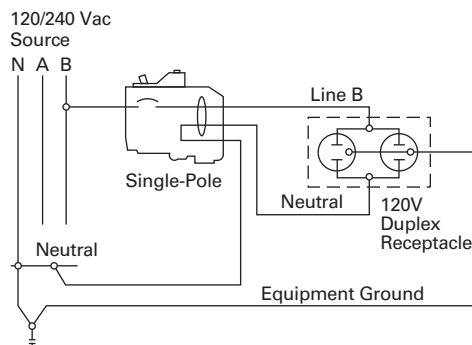 120/240 Vac
Source
N A B
Line B
Single-Pole
Neutral
120V
Duplex
Receptacle
Neutral
Equipment Ground